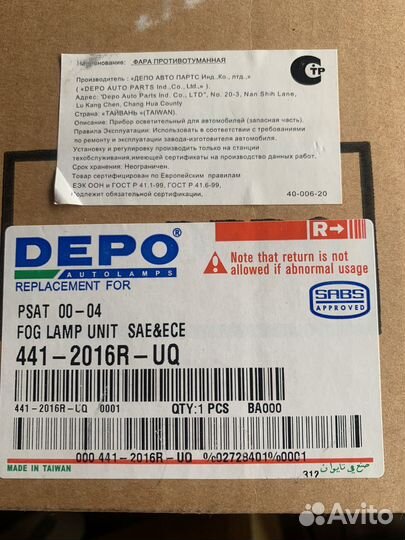 Наименование: ФАРА ПРОТИВОТУМАННАЯ
Производитель : «ДЕПО АВТО ПАРТС Инд.,Ко., лтд.,»
( «DEPO AUTO PARTS Ind.,Co., Ltd.,» ).
Адрес: 'Depo Auto Parts Ind. Co., LTD", No. 20-3, Nan Shih Lane,
Lu Kang Chen, Chang Hua County
Страна: «ТАЙВАНЬ »(TAIWAN).
Описание: Прибор осветительный для автомобилей (запасная часть).
Правила Эксплуатации: Использовать в соответствии с требованиями
по ремонту и эксплуатации завода-изготовителя автомобиля.
Установку и регулировку производить только на станции
техобслуживания,имеющей сертификаты на производство данных работ.
Срок хранения: Неограничен.
Товар сертифицирован по Европейским правилам
ЕЭК ООН и ГОСТ Р 41.1-99, ГОСТ Р 41.6-99,
Подлежит обязательной сертификации,
40-006-20
СТР
DEPO
AUTOLAMPS
REPLACEMENT FOR
R
Note that return is not
allowed if abnormal usage
SABS
APPROVED
PSAT 00-04
FOG LAMP UNIT SAE&ECE
441-2016R-UQ
441-2016R-UQ 0001 QTY:1 PCS BA000
000 441-2016R-UQ %02728401%0001
MADE IN TAIWAN
312
صنع في تايوان
Avito